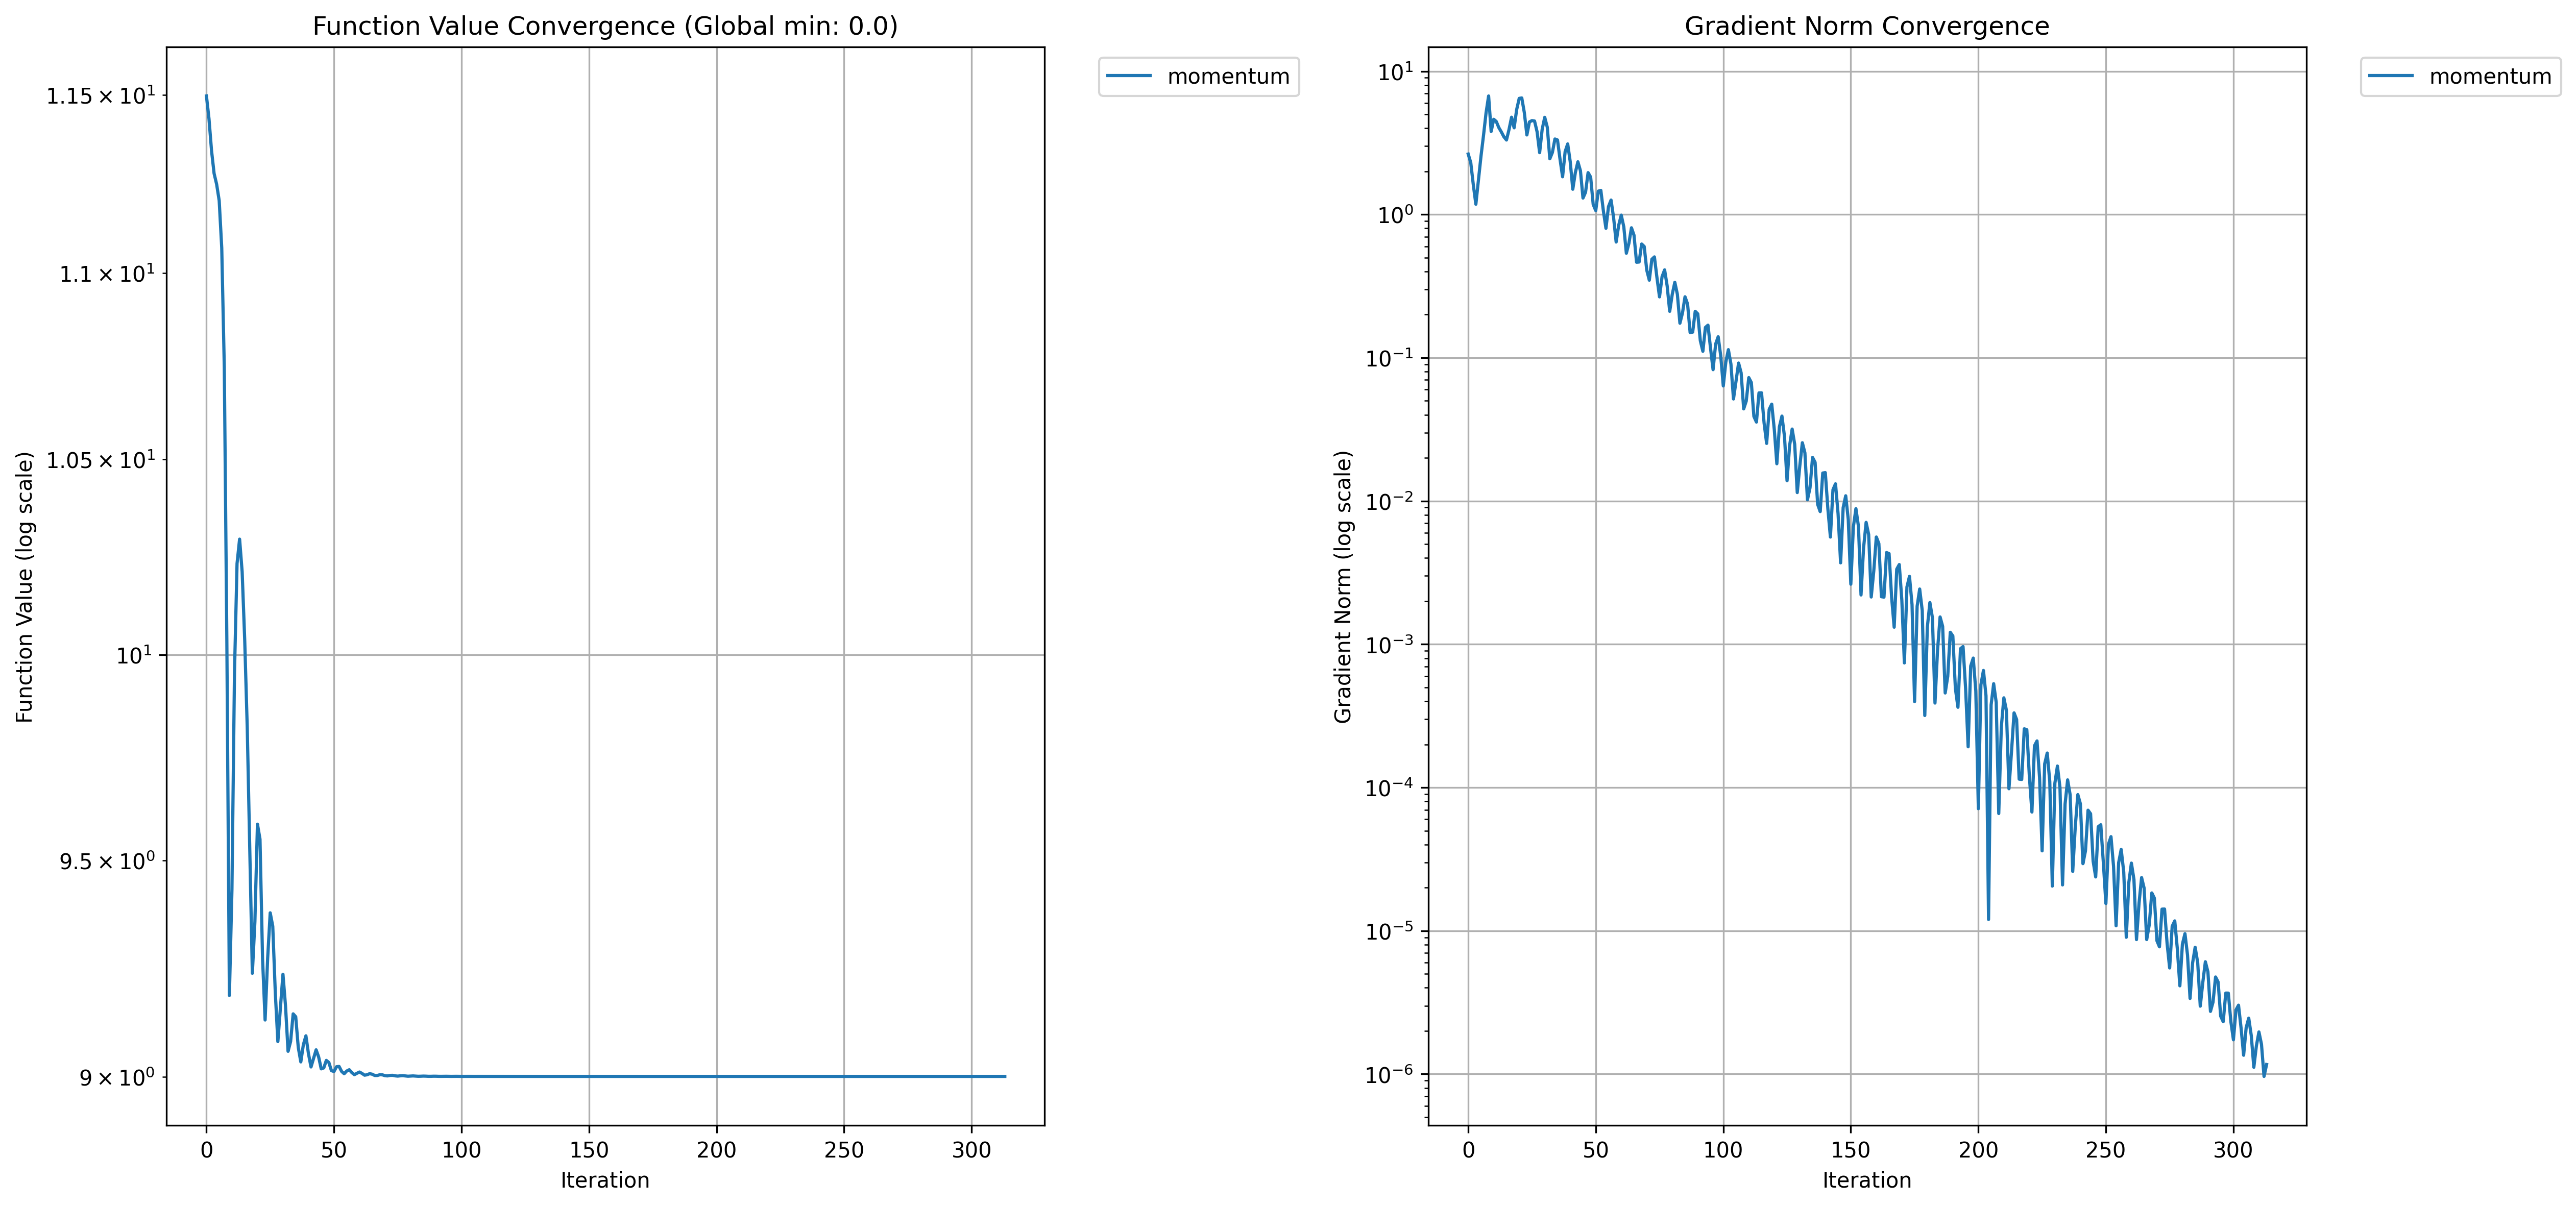 Function Value Convergence (Global min: 0.0)
momentum
1.15 × 10¹
1.1 × 10¹
1.05 × 10¹
10¹
9.5 × 10⁰
9 × 10⁰
Function Value (log scale)
0 50 100 150 200 250 300
Iteration
Gradient Norm Convergence
momentum
10¹
10⁰
10⁻¹
10⁻²
10⁻³
10⁻⁴
10⁻⁵
10⁻⁶
Gradient Norm (log scale)
0 50 100 150 200 250 300
Iteration